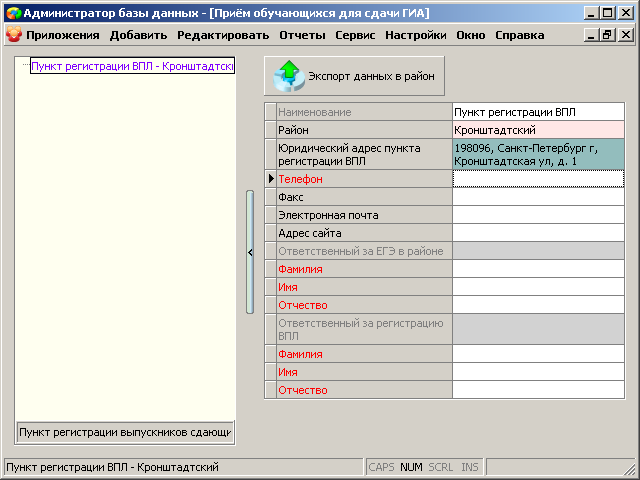 Администратор базы данных - [Приём обучающихся для сдачи ГИА]
Приложения Добавить Редактировать Отчеты Сервис Настройки Окно Справка
Пункт регистрации ВПЛ - Кронштадтски
Экспорт данных в район
Наименование Пункт регистрации ВПЛ
Район Кронштадтский
Юридический адрес пункта регистрации ВПЛ 198096, Санкт-Петербург г, Кронштадтская ул, д. 1
Телефон
Факс
Электронная почта
Адрес сайта
Ответственный за ЕГЭ в районе
Фамилия
Имя
Отчество
Ответственный за регистрацию
ВПЛ
Фамилия
Имя
Отчество
Пункт регистрации выпускников сдающи
Пункт регистрации ВПЛ - Кронштадтский CAPS NUM SCRL INS